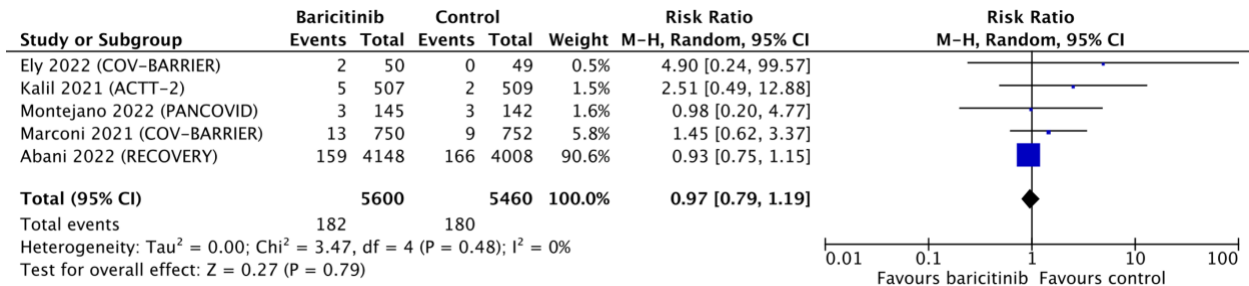 Baricitinib Control Risk Ratio Risk Ratio
Study or Subgroup Events Total Events Total Weight M-H, Random, 95% CI M-H, Random, 95% CI
Ely 2022 (COV-BARRIER) 2 50 0 49 0.5% 4.90 [0.24, 99.57]
Kalil 2021 (ACTT-2) 5 507 2 509 1.5% 2.51 [0.49, 12.88]
Montejano 2022 (PANCOVID) 3 145 3 142 1.6% 0.98 [0.20, 4.77]
Marconi 2021 (COV-BARRIER) 13 750 9 752 5.8% 1.45 [0.62, 3.37]
Abani 2022 (RECOVERY) 159 4148 166 4008 90.6% 0.93 [0.75, 1.15]
Total (95% CI) 5600 5460 100.0% 0.97 [0.79, 1.19]
Total events 182 180
Heterogeneity: Tau² = 0.00; Chi² = 3.47, df = 4 (P = 0.48); I² = 0%
Test for overall effect: Z = 0.27 (P = 0.79)
0.01 0.1 1 10 100
Favours baricitinib Favours control